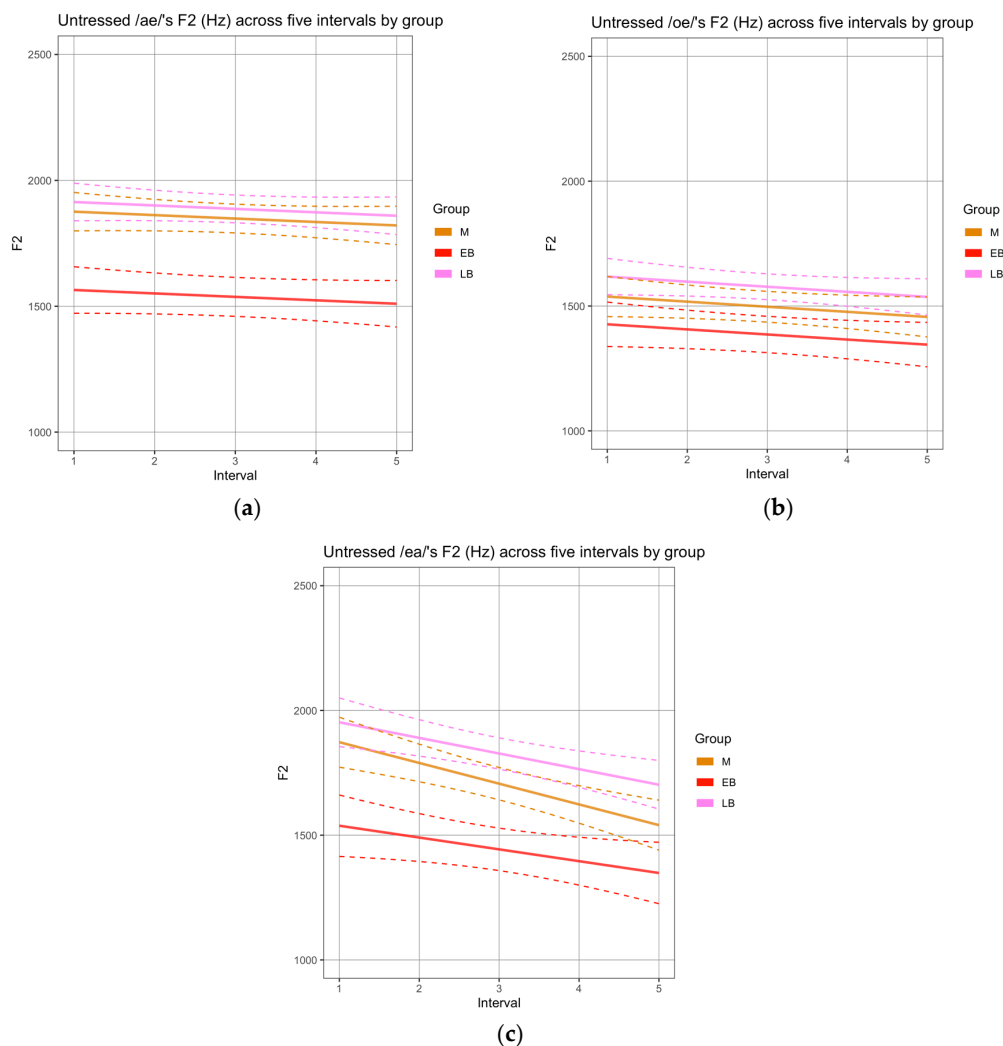 Untressed /ae/'s F2 (Hz) across five intervals by group
2500
2000
1500
1000
F2
1 2 3 4 5
Interval
Group
M
EB
LB
(a)
Untressed /oe/'s F2 (Hz) across five intervals by group
2500
2000
1500
1000
F2
1 2 3 4 5
Interval
Group
M
EB
LB
(b)
Untressed /ea/'s F2 (Hz) across five intervals by group
2500
2000
1500
1000
F2
1 2 3 4 5
Interval
Group
M
EB
LB
(c)